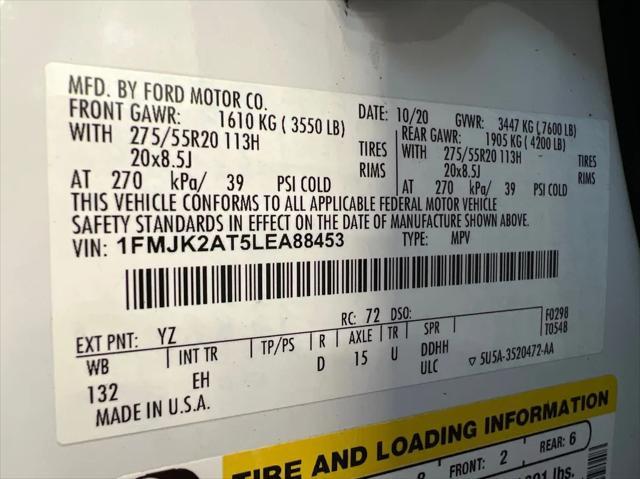 MFD. BY FORD MOTOR CO.
DATE: 10/20 GVWR: 3447 KG (7600 LB)
FRONT GAWR: 1610 KG (3550 LB) REAR GAWR: 1905 KG (4200 LB)
WITH 275/55R20 113H TIRES WITH 275/55R20 113H TIRES
20x8.5J RIMS 20x8.5J RIMS
AT 270 kPa/ 39 PSI COLD AT 270 kPa/ 39 PSI COLD
THIS VEHICLE CONFORMS TO ALL APPLICABLE FEDERAL MOTOR VEHICLE
SAFETY STANDARDS IN EFFECT ON THE DATE OF MANUFACTURE SHOWN ABOVE.
VIN: 1FMJK2AT5LEA88453 TYPE: MPV
F0298
EXT PNT: YZ RC: 72 DSO: T0548
WB INT TR TP/PS R AXLE TR SPR
132 EH D 15 U DDHH
ULC ▽ 5U5A-3520472-AA
MADE IN U.S.A.
TIRE AND LOADING INFORMATION
8 FRONT: 2 REAR: 6
lbs.